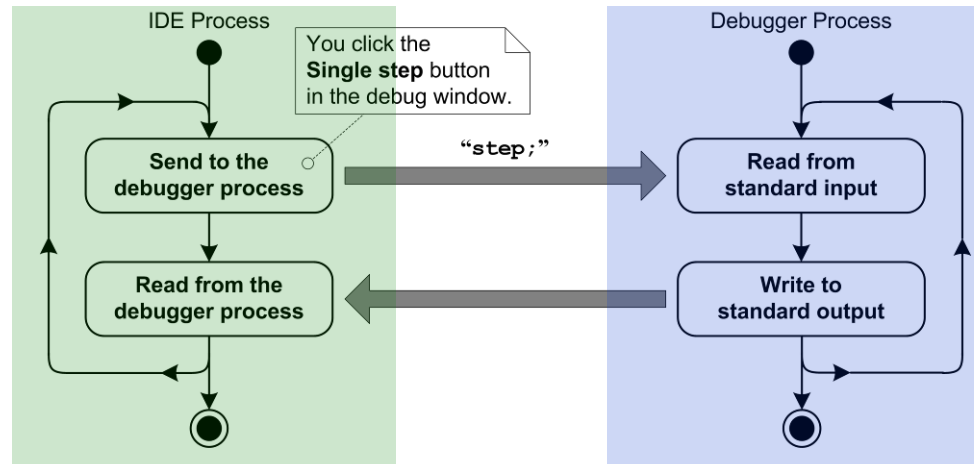 IDE Process
You click the
Single step button
in the debug window.
Send to the
debugger process
Read from the
debugger process
“step;”
Debugger Process
Read from
standard input
Write to
standard output